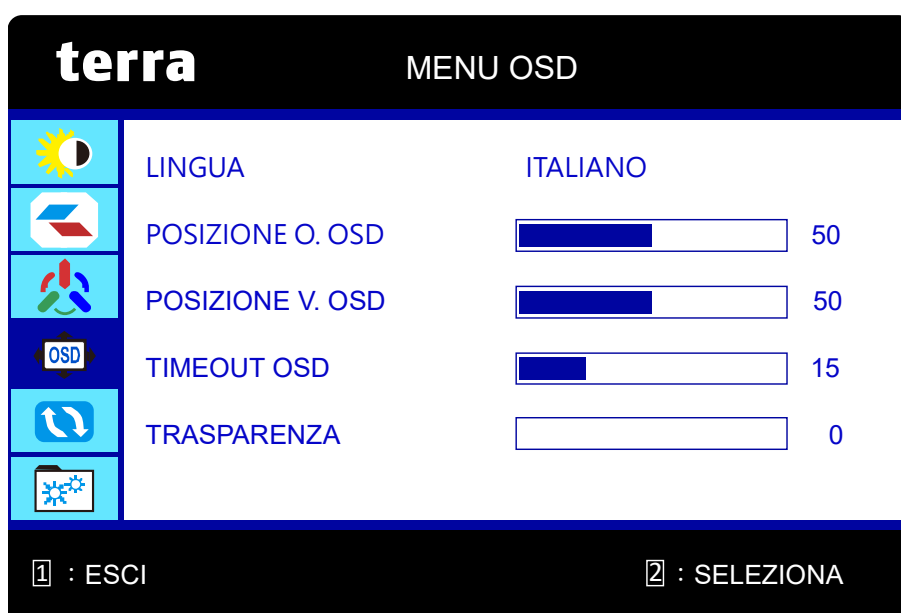 terra MENU OSD
LINGUA ITALIANO
POSIZIONE O. OSD 50
POSIZIONE V. OSD 50
OSD
TIMEOUT OSD 15
TRASPARENZA 0
1 : ESCI 2 : SELEZIONA